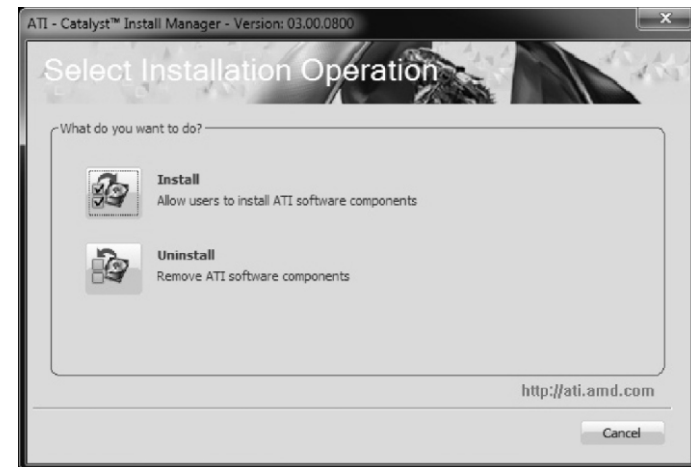 ATI - Catalyst™ Install Manager - Version: 03.00.0800
Select Installation Operation
What do you want to do?
Install
Allow users to install ATI software components
Uninstall
Remove ATI software components
http://ati.amd.com
Cancel